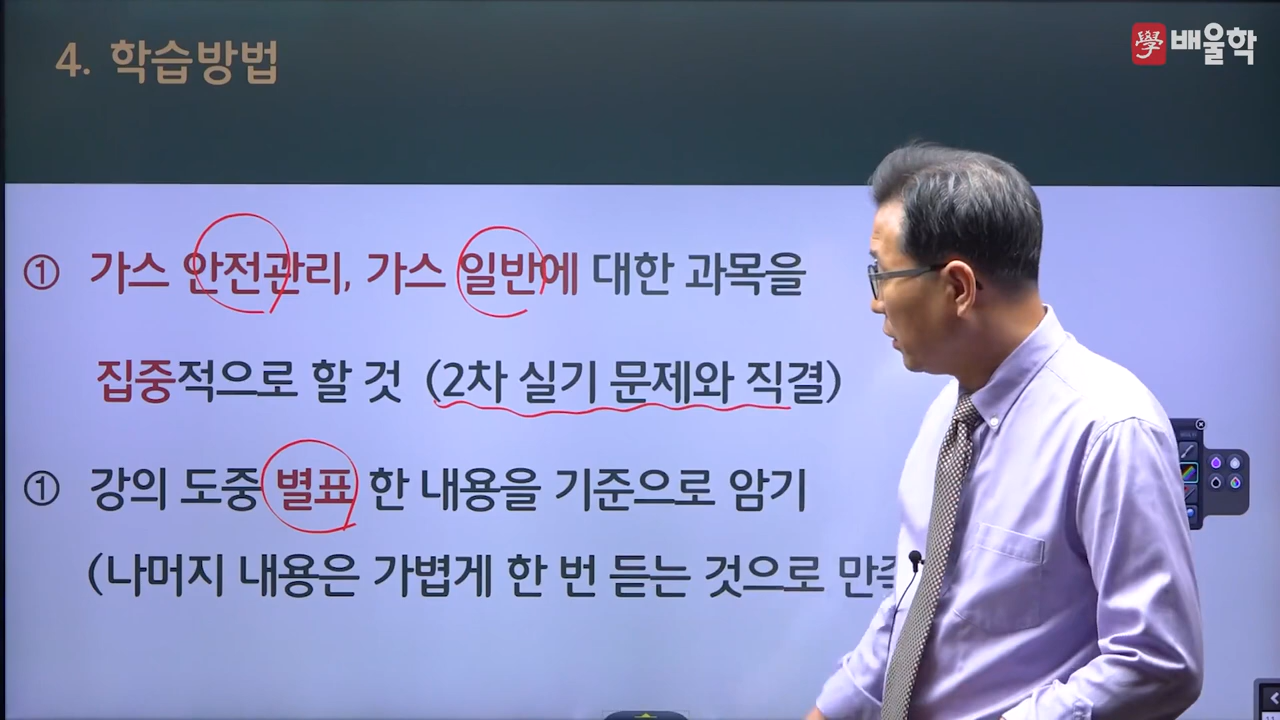 4. 학습방법
學 배울학
① 가스 안전관리, 가스 일반에 대한 과목을
집중적으로 할 것 (2차 실기 문제와 직결)
① 강의 도중 별표 한 내용을 기준으로 암기
(나머지 내용은 가볍게 한 번 듣는 것으로